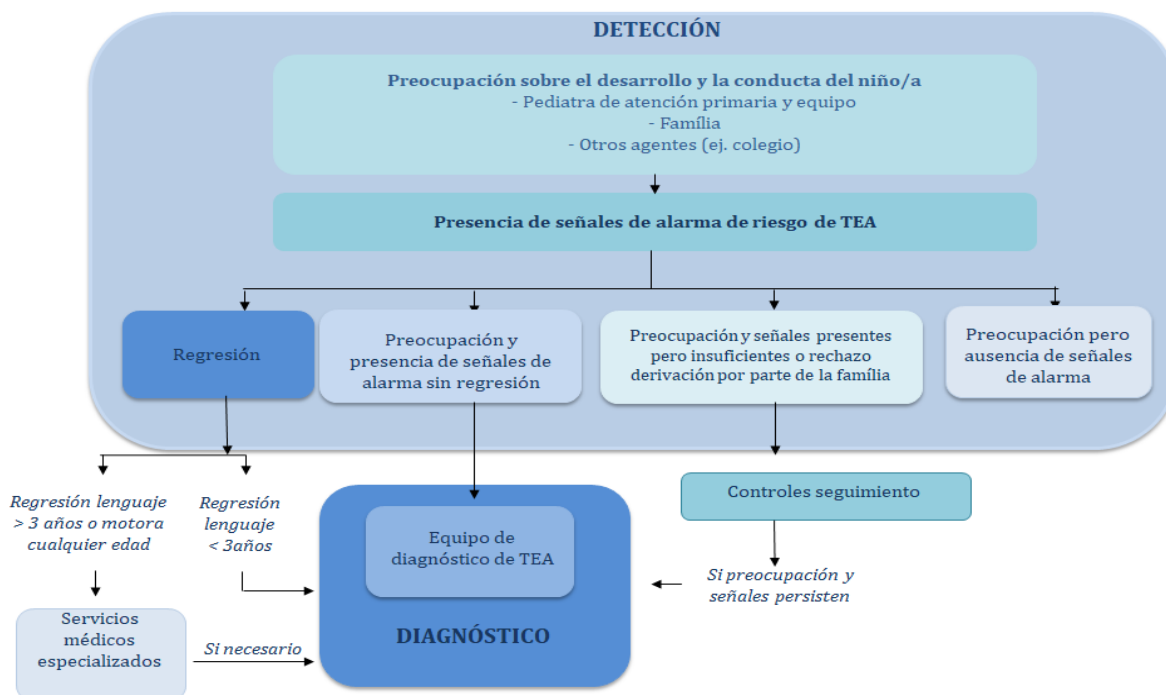 DETECCIÓN
Preocupación sobre el desarrollo y la conducta del niño/a
- Pediatra de atención primaria y equipo
- Família
- Otros agentes (ej. colegio)
Presencia de señales de alarma de riesgo de TEA
Regresión
Preocupación y
presencia de señales de
alarma sin regresión
Preocupación y señales presentes
pero insuficientes o rechazo
derivación por parte de la família
Preocupación pero
ausencia de señales
de alarma
Regresión lenguaje
> 3 años o motora
cualquier edad
Regresión
lenguaje
< 3años
Controles seguimiento
Equipo de
diagnóstico de TEA
Si preocupación y
señales persisten
Servicios
médicos
especializados
Si necesario
DIAGNÓSTICO